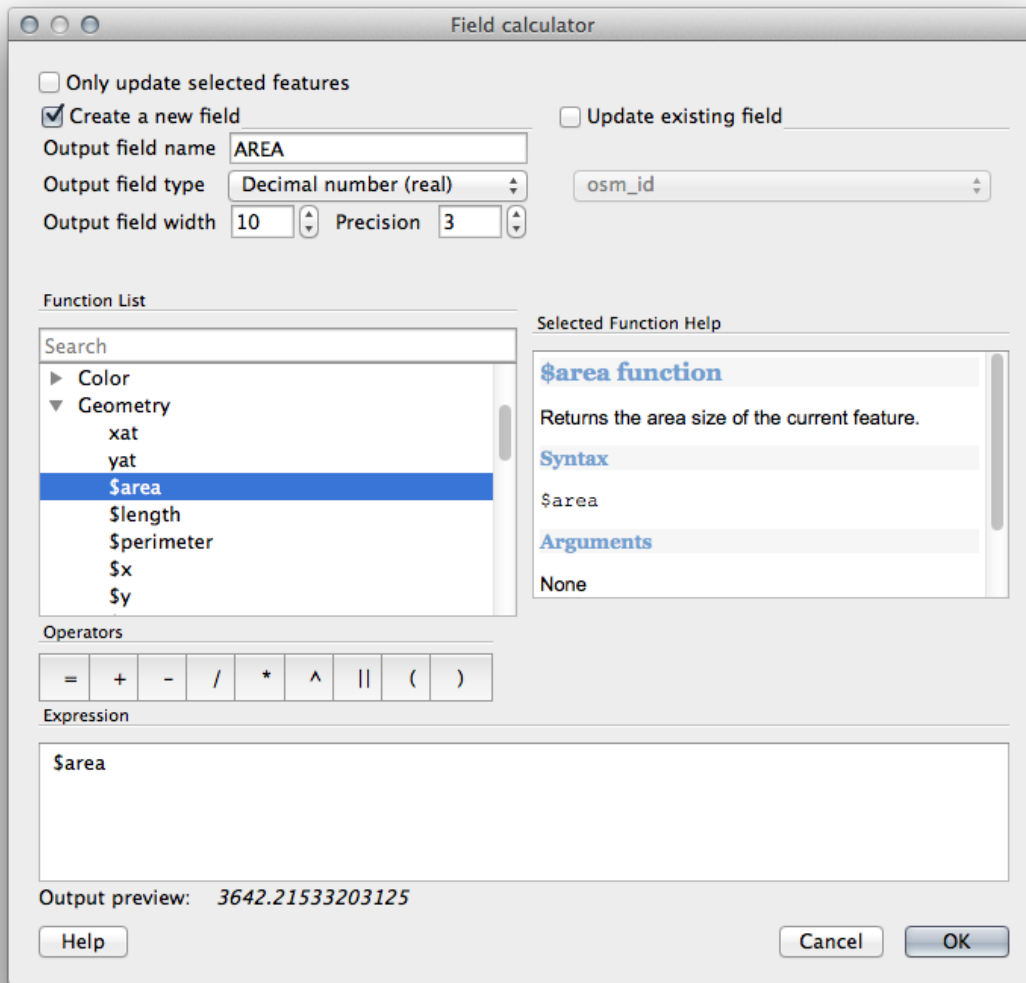 Field calculator
Only update selected features
Create a new field
Update existing field
Output field name AREA
Output field type Decimal number (real)
osm_id
Output field width 10 Precision 3
Function List
Search
Color
Geometry
xat
yat
$area
$length
$perimeter
$x
$y
Selected Function Help
$area function
Returns the area size of the current feature.
Syntax
$area
Arguments
None
Operators
= + - / * ^ || ( )
Expression
$area
Output preview: 3642.21533203125
Help
Cancel
OK